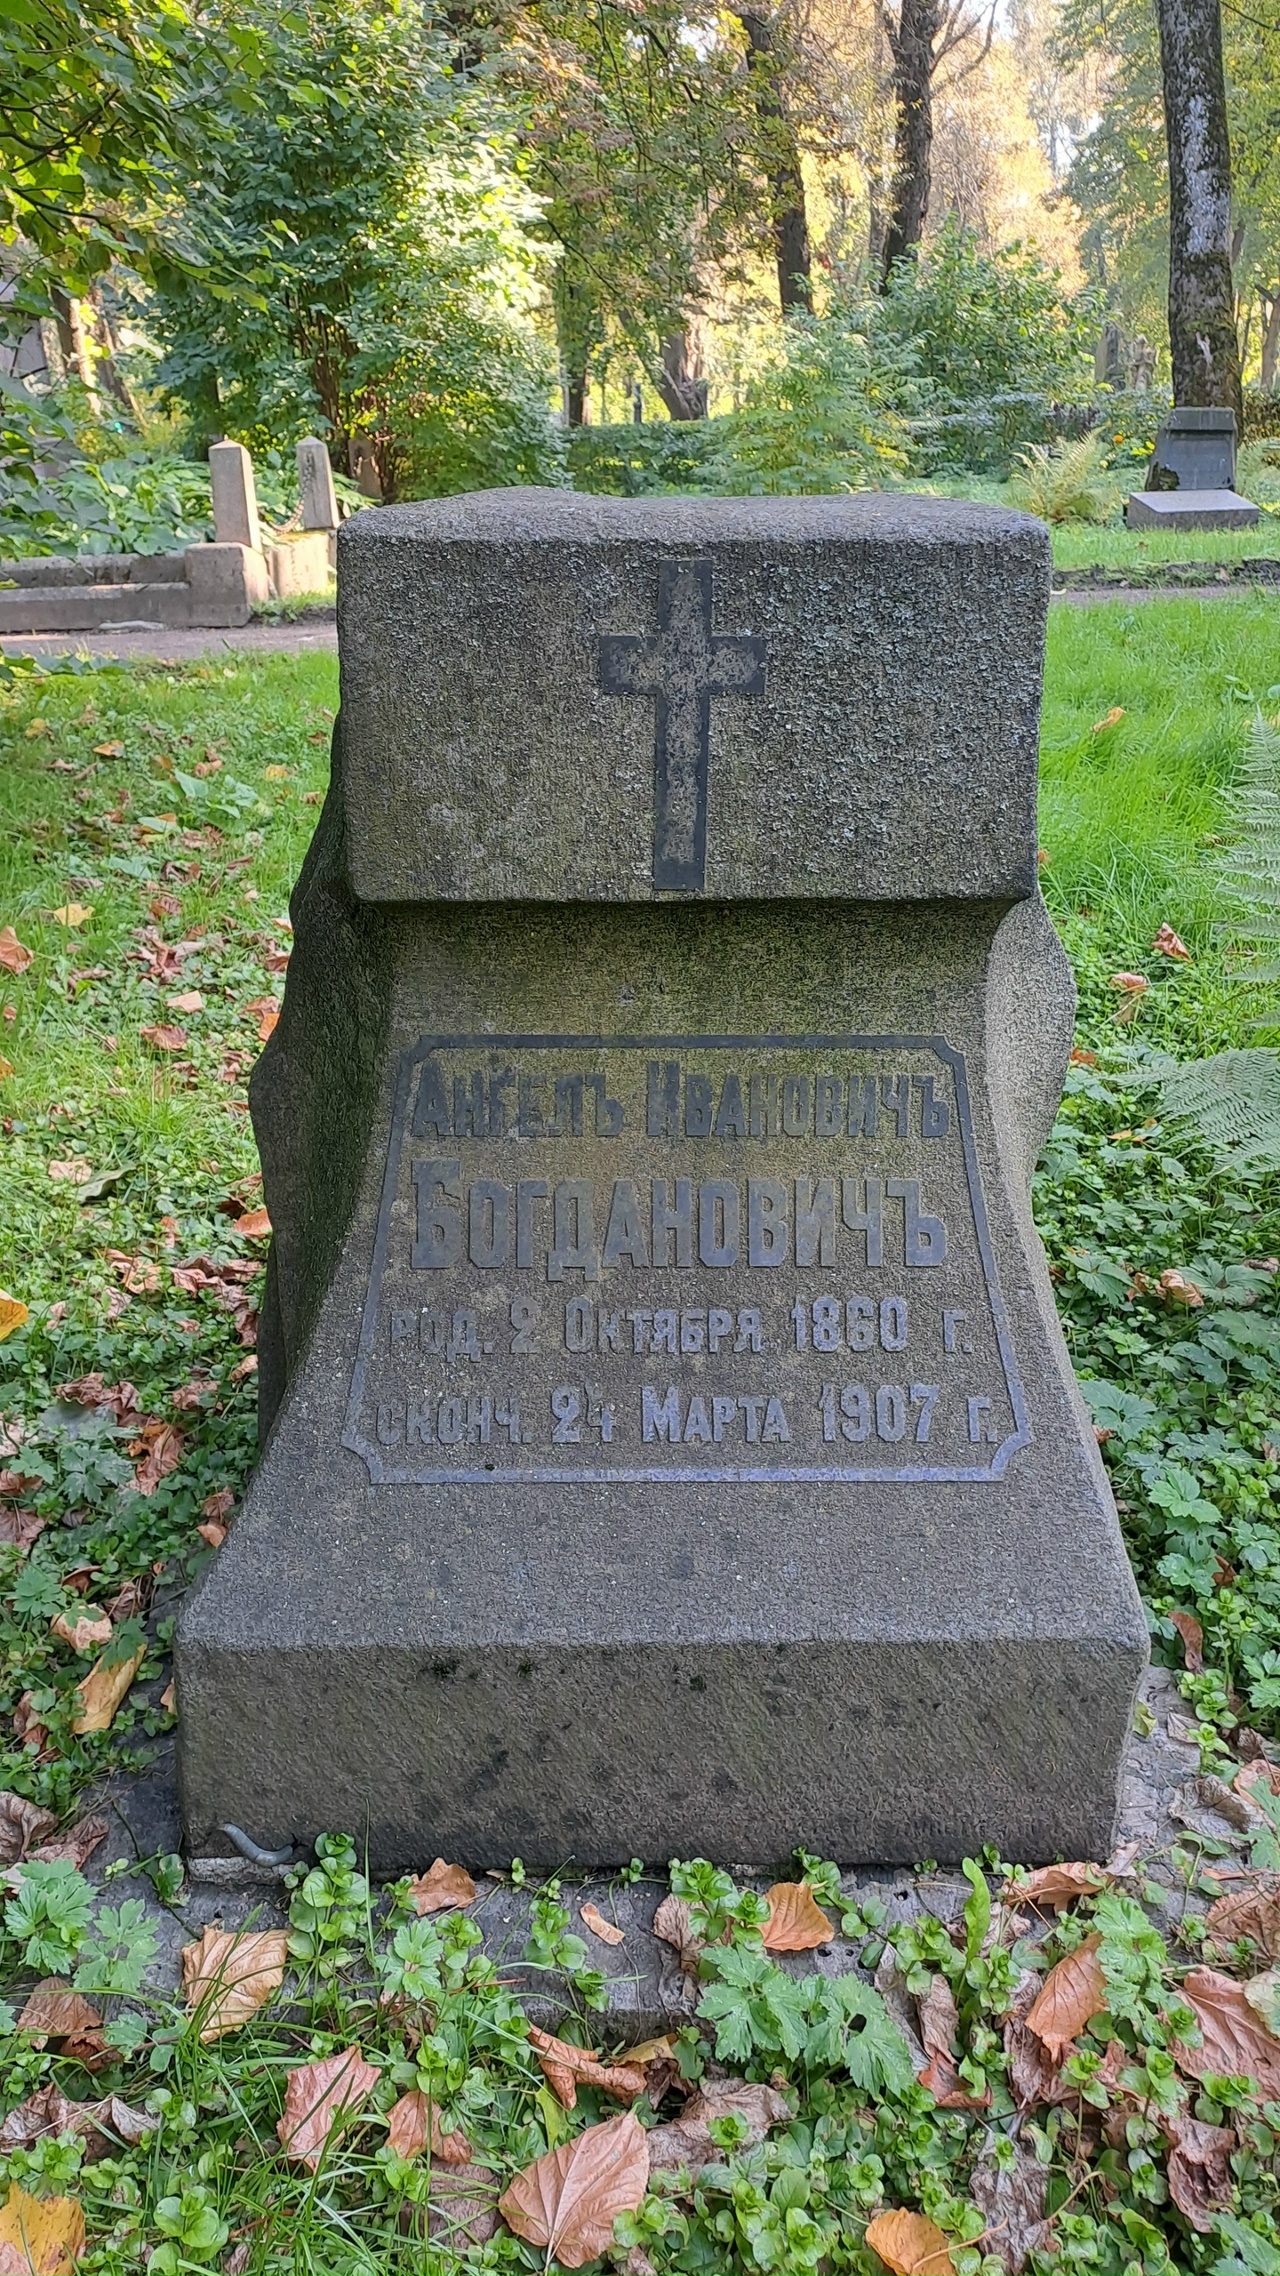 Ангелъ Ивановичъ
Богдановичъ
род. 2 Октября 1860 г.
сконч. 24 Марта 1907 г.